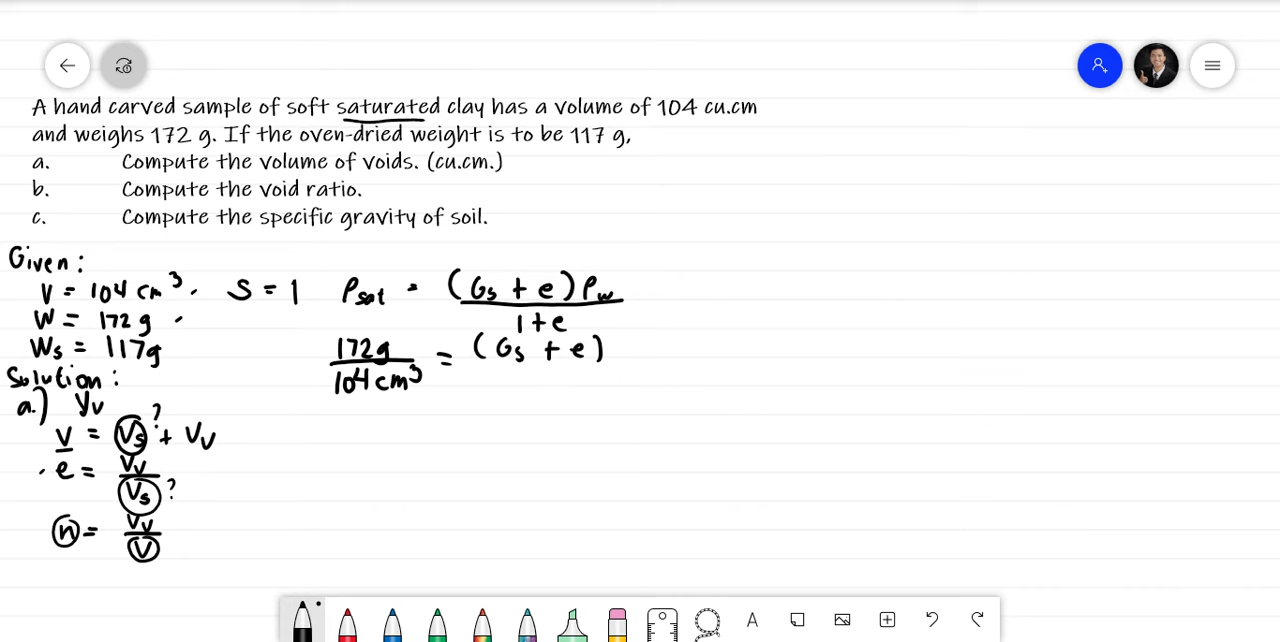 A hand carved sample of soft saturated clay has a volume of 104 cu.cm
and weighs 172 g. If the oven-dried weight is to be 117 g,
a. Compute the volume of voids. (cu.cm.)
b. Compute the void ratio.
c. Compute the specific gravity of soil.
Given:
V = 104 cm³ . S = 1 ρsat = (Gs + e)ρw / 1+e
W = 172 g .
Ws = 117g 172g / 104 cm³ = (Gs + e)
Solution:
a.) Vv
V = Vs? + Vv
. e = Vv / Vs ?
n = Vv / V
A